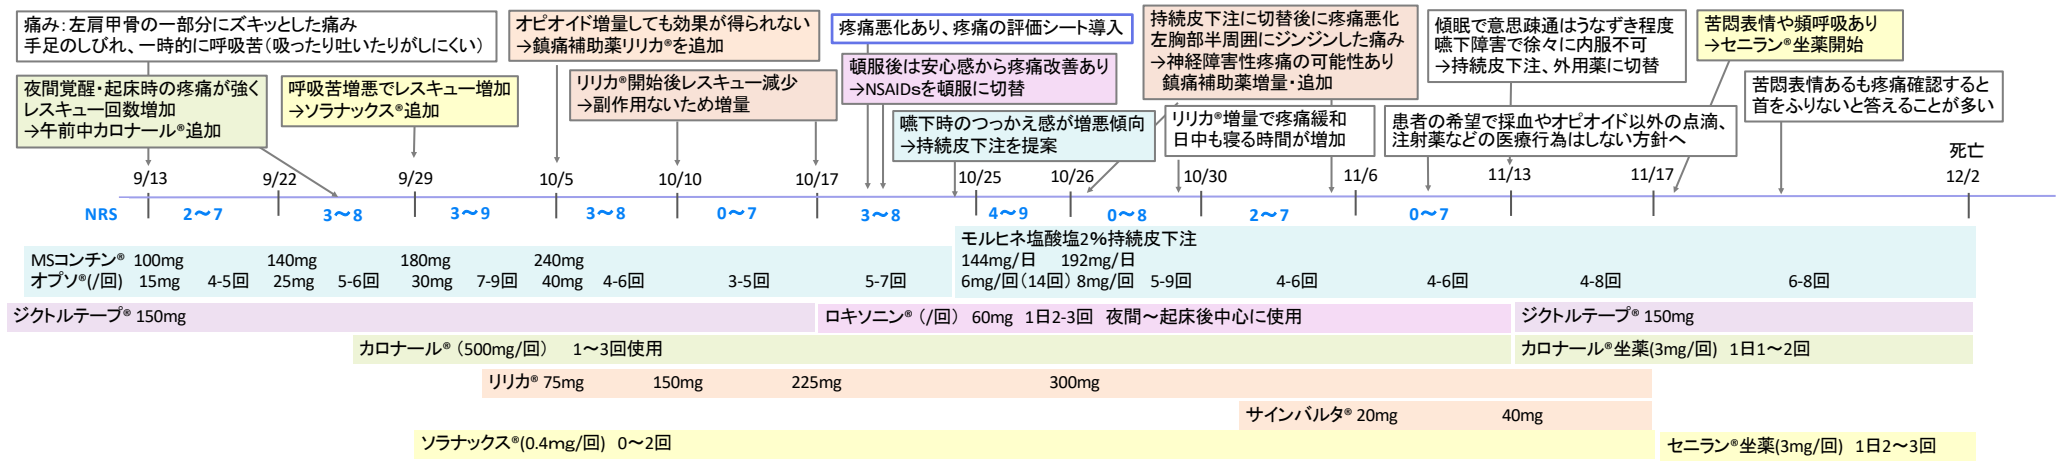 痛み：左肩甲骨の一部分にズキッとした痛み
手足のしびれ、一時的に呼吸苦（吸ったり吐いたりがしにくい）
夜間覚醒・起床時の疼痛が強く
レスキュー回数増加
→午前中カロナール®追加
呼吸苦増悪でレスキュー増加
→ソラナックス®追加
オピオイド増量しても効果が得られない
→鎮痛補助薬リリカ®を追加
リリカ®開始後レスキュー減少
→副作用ないため増量
疼痛悪化あり、疼痛の評価シート導入
頓服後は安心感から疼痛改善あり
→NSAIDsを頓服に切替
嚥下時のつっかえ感が増悪傾向
→持続皮下注を提案
持続皮下注に切替後に疼痛悪化
左胸部半周囲にジンジンした痛み
→神経障害性疼痛の可能性あり
鎮痛補助薬増量・追加
リリカ®増量で疼痛緩和
日中も寝る時間が増加
傾眠で意思疎通はうなずき程度
嚥下障害で徐々に内服不可
→持続皮下注、外用薬に切替
患者の希望で採血やオピオイド以外の点滴、
注射薬などの医療行為はしない方針へ
苦悶表情や頻呼吸あり
→セニラン®坐薬開始
苦悶表情あるも疼痛確認すると
首をふりないと答えることが多い
死亡
9/13 9/22 9/29 10/5 10/10 10/17 10/25 10/26 10/30 11/6 11/13 11/17 12/2
NRS 2～7 3～8 3～9 3～8 0～7 3～8 4～9 0～8 2～7 0～7
モルヒネ塩酸塩2％持続皮下注
MSコンチン® 100mg 140mg 180mg 240mg 144mg/日 192mg/日
オプソ®(/回) 15mg 4-5回 25mg 5-6回 30mg 7-9回 40mg 4-6回 3-5回 5-7回 6mg/回（14回） 8mg/回 5-9回 4-6回 4-6回 4-8回 6-8回
ジクトルテープ® 150mg ロキソニン® （/回） 60mg 1日2-3回 夜間～起床後中心に使用 ジクトルテープ® 150mg
カロナール® （500mg/回） 1～3回使用 カロナール®坐薬(3mg/回) 1日1～2回
リリカ® 75mg 150mg 225mg 300mg
サインバルタ® 20mg 40mg
ソラナックス®(0.4mg/回) 0～2回 セニラン®坐薬(3mg/回) 1日2～3回